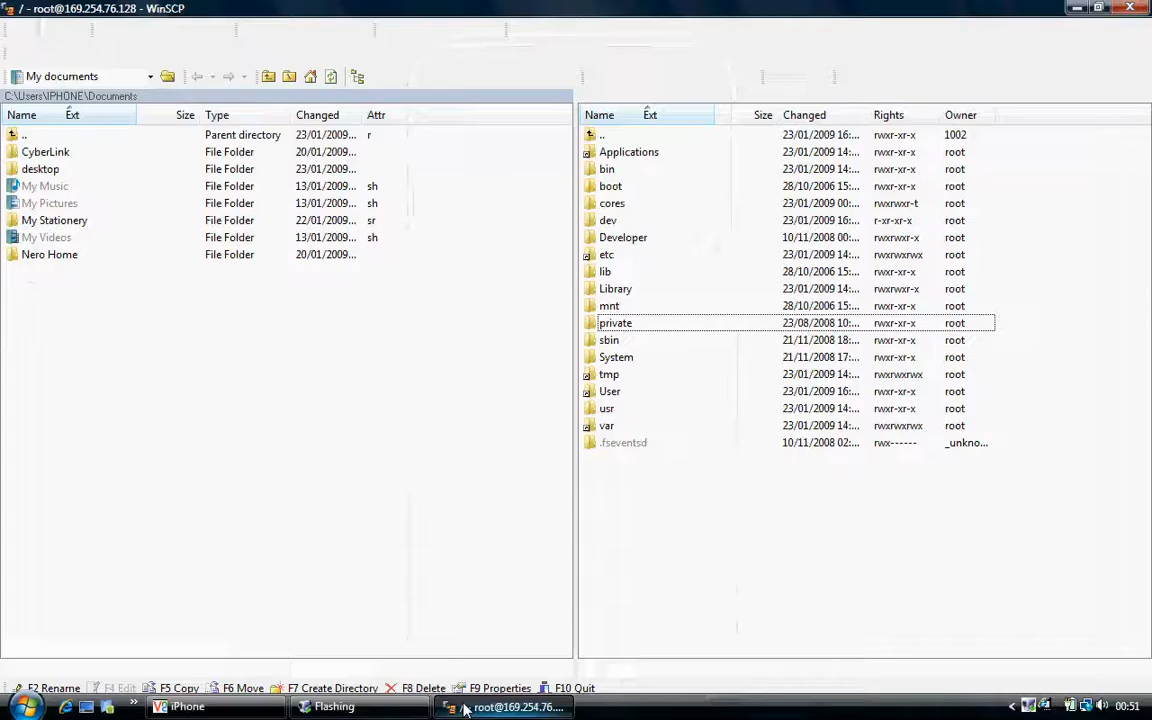 / - root@169.254.76.128 - WinSCP
My documents
C:\Users\IPHONE\Documents
Name Ext Size Type Changed Attr
.. Parent directory 23/01/2009... r
CyberLink File Folder 20/01/2009...
desktop File Folder 23/01/2009...
My Music File Folder 13/01/2009... sh
My Pictures File Folder 13/01/2009... sh
My Stationery File Folder 22/01/2009... sr
My Videos File Folder 13/01/2009... sh
Nero Home File Folder 20/01/2009...
Name Ext Size Changed Rights Owner
.. 23/01/2009 16:... rwxr-xr-x 1002
Applications 23/01/2009 14:... rwxr-xr-x root
bin 23/01/2009 14:... rwxr-xr-x root
boot 28/10/2006 15:... rwxr-xr-x root
cores 23/01/2009 00:... rwxrwxr-t root
dev 23/01/2009 16:... r-xr-xr-x root
Developer 10/11/2008 00:... rwxrwxr-x root
etc 23/01/2009 14:... rwxrwxrwx root
lib 28/10/2006 15:... rwxr-xr-x root
Library 23/01/2009 14:... rwxrwxr-x root
mnt 28/10/2006 15:... rwxr-xr-x root
private 23/08/2008 10:... rwxr-xr-x root
sbin 21/11/2008 18:... rwxr-xr-x root
System 21/11/2008 17:... rwxr-xr-x root
tmp 23/01/2009 14:... rwxrwxrwx root
User 23/01/2009 16:... rwxr-xr-x root
usr 23/01/2009 14:... rwxr-xr-x root
var 23/01/2009 14:... rwxrwxrwx root
.fseventsd 10/11/2008 02:... rwx------ _unkno...
F2 Rename F4 Edit F5 Copy F6 Move F7 Create Directory F8 Delete F9 Properties F10 Quit
iPhone Flashing / root@169.254.76.... 00:51